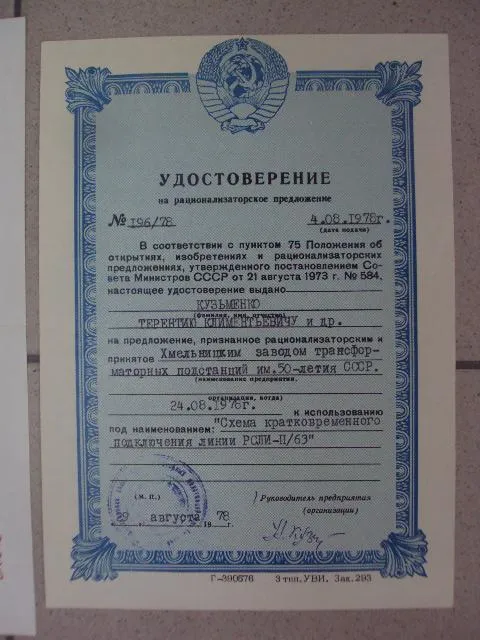 УДОСТОВЕРЕНИЕ
на рационализаторское предложение
№ 196/78 4.08.1978г.
(дата подачи)
В соответствии с пунктом 75 Положения об
открытиях, изобретениях и рационализаторских
предложениях, утвержденного постановлением Со-
вета Министров СССР от 21 августа 1973 г. № 584,
настоящее удостоверение выдано
КУЗЬМЕНКО
(фамилия, имя, отчество)
ТЕРЕНТИЮ КЛИМЕНТЬЕВИЧУ и др.
на предложение, признанное рационализаторским и
принятое Хмельницким заводом трансфор-
маторных подстанций им.50-летия СССР.
(наименование предприятия,
организации, когда)
24.08.1978г. к использованию
под наименованием: "Схема кратковременного
подключения линии РСЛИ-П/63"
(М. П.)
Руководитель предприятия
(организации)
29 августа 1978г.
Г-390576 3 тип. УВИ. Зак. 293